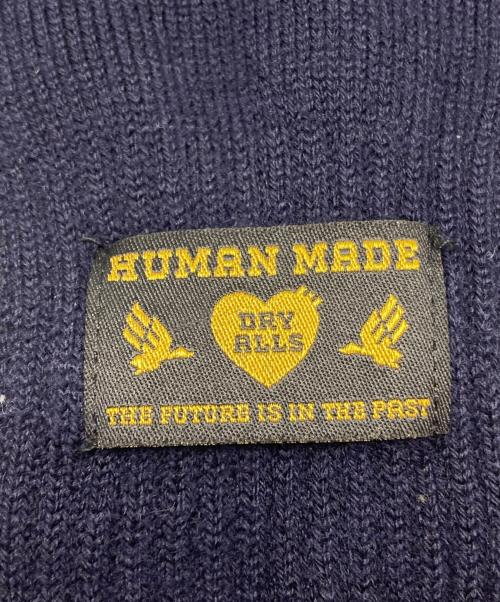 HUMAN MADE
DRY
ALLS
THE FUTURE IS IN THE PAST